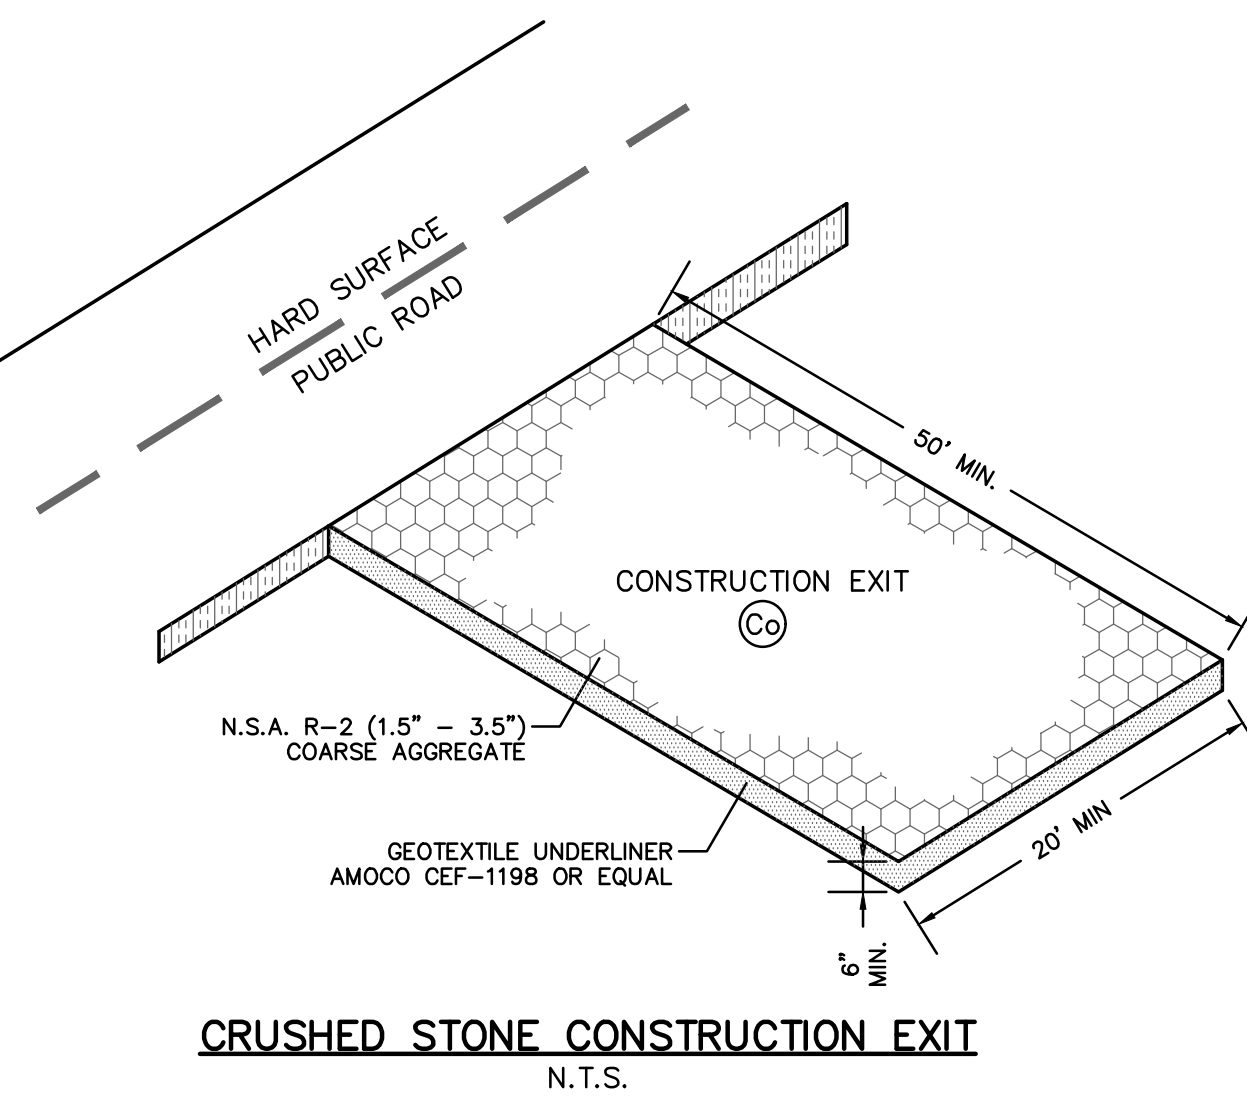 HARD SURFACE
PUBLIC ROAD
50' MIN.
CONSTRUCTION EXIT
Co
N.S.A. R-2 (1.5" - 3.5")
COARSE AGGREGATE
GEOTEXTILE UNDERLINER
AMOCO CEF-1198 OR EQUAL
20' MIN
6"
MIN.
CRUSHED STONE CONSTRUCTION EXIT
N.T.S.